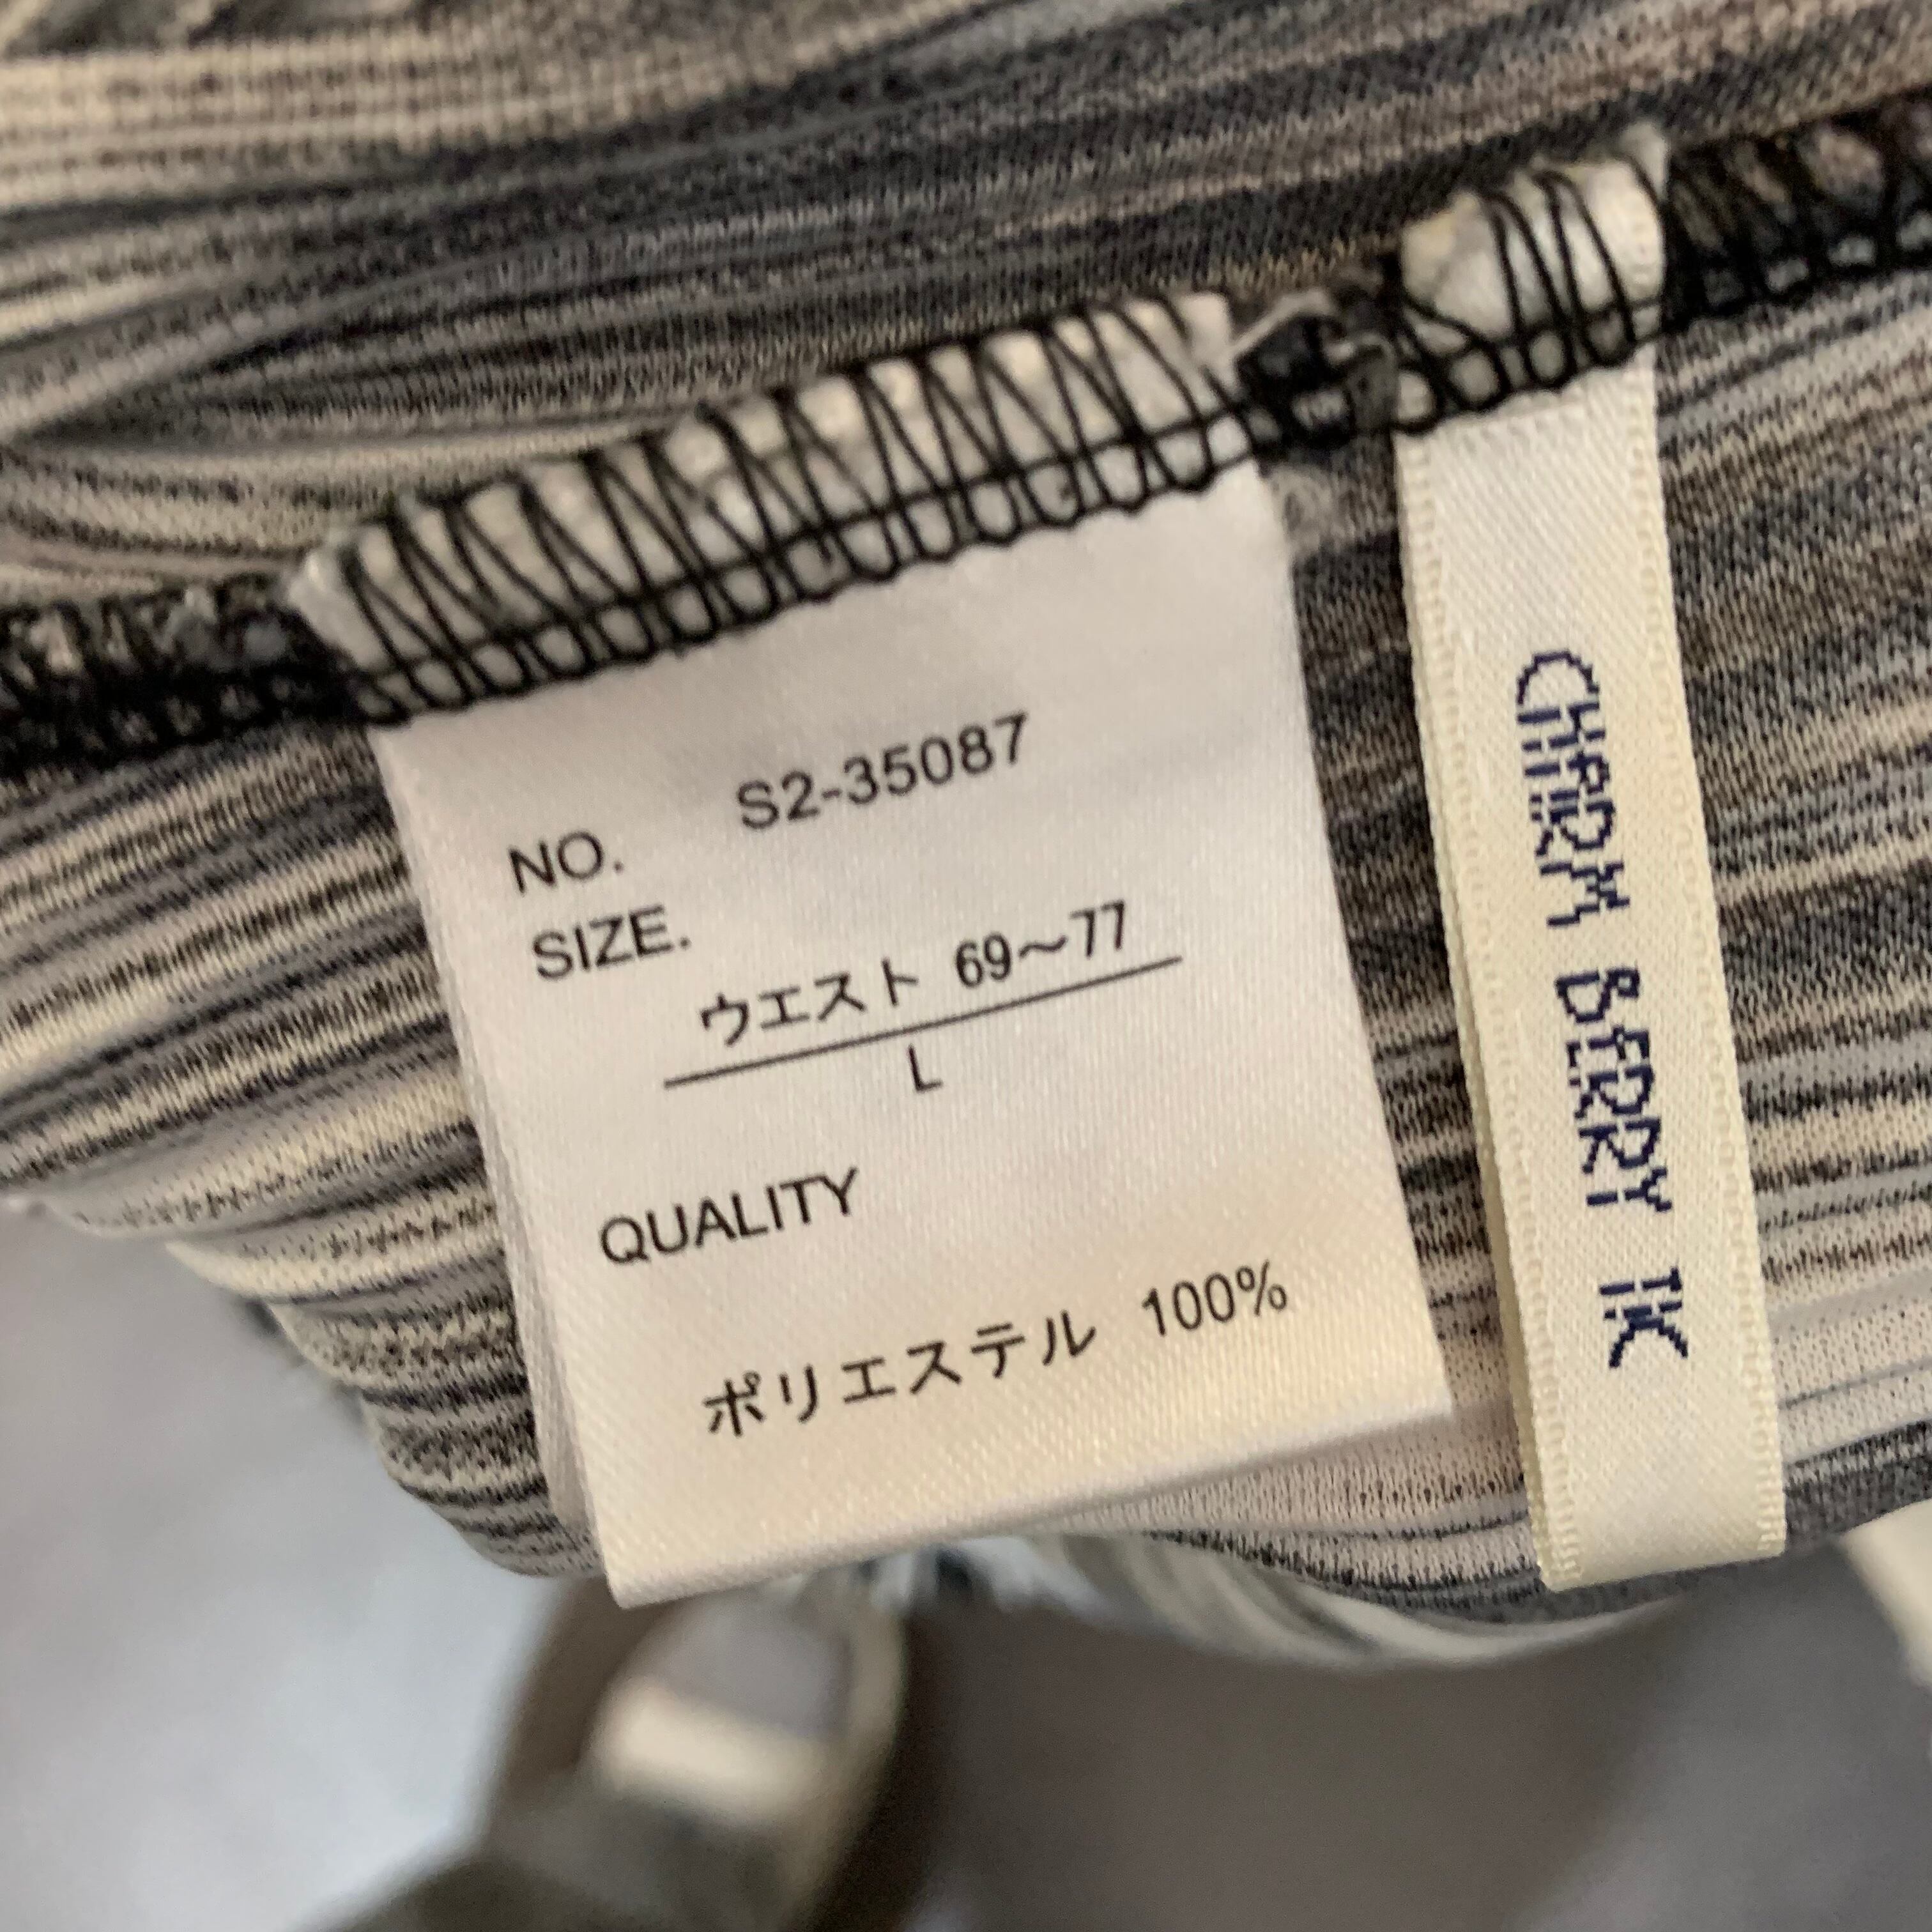 NO. S2-35087
SIZE.
ウエスト 69〜77
L
QUALITY
ポリエステル 100%
CHARM BERRY TK